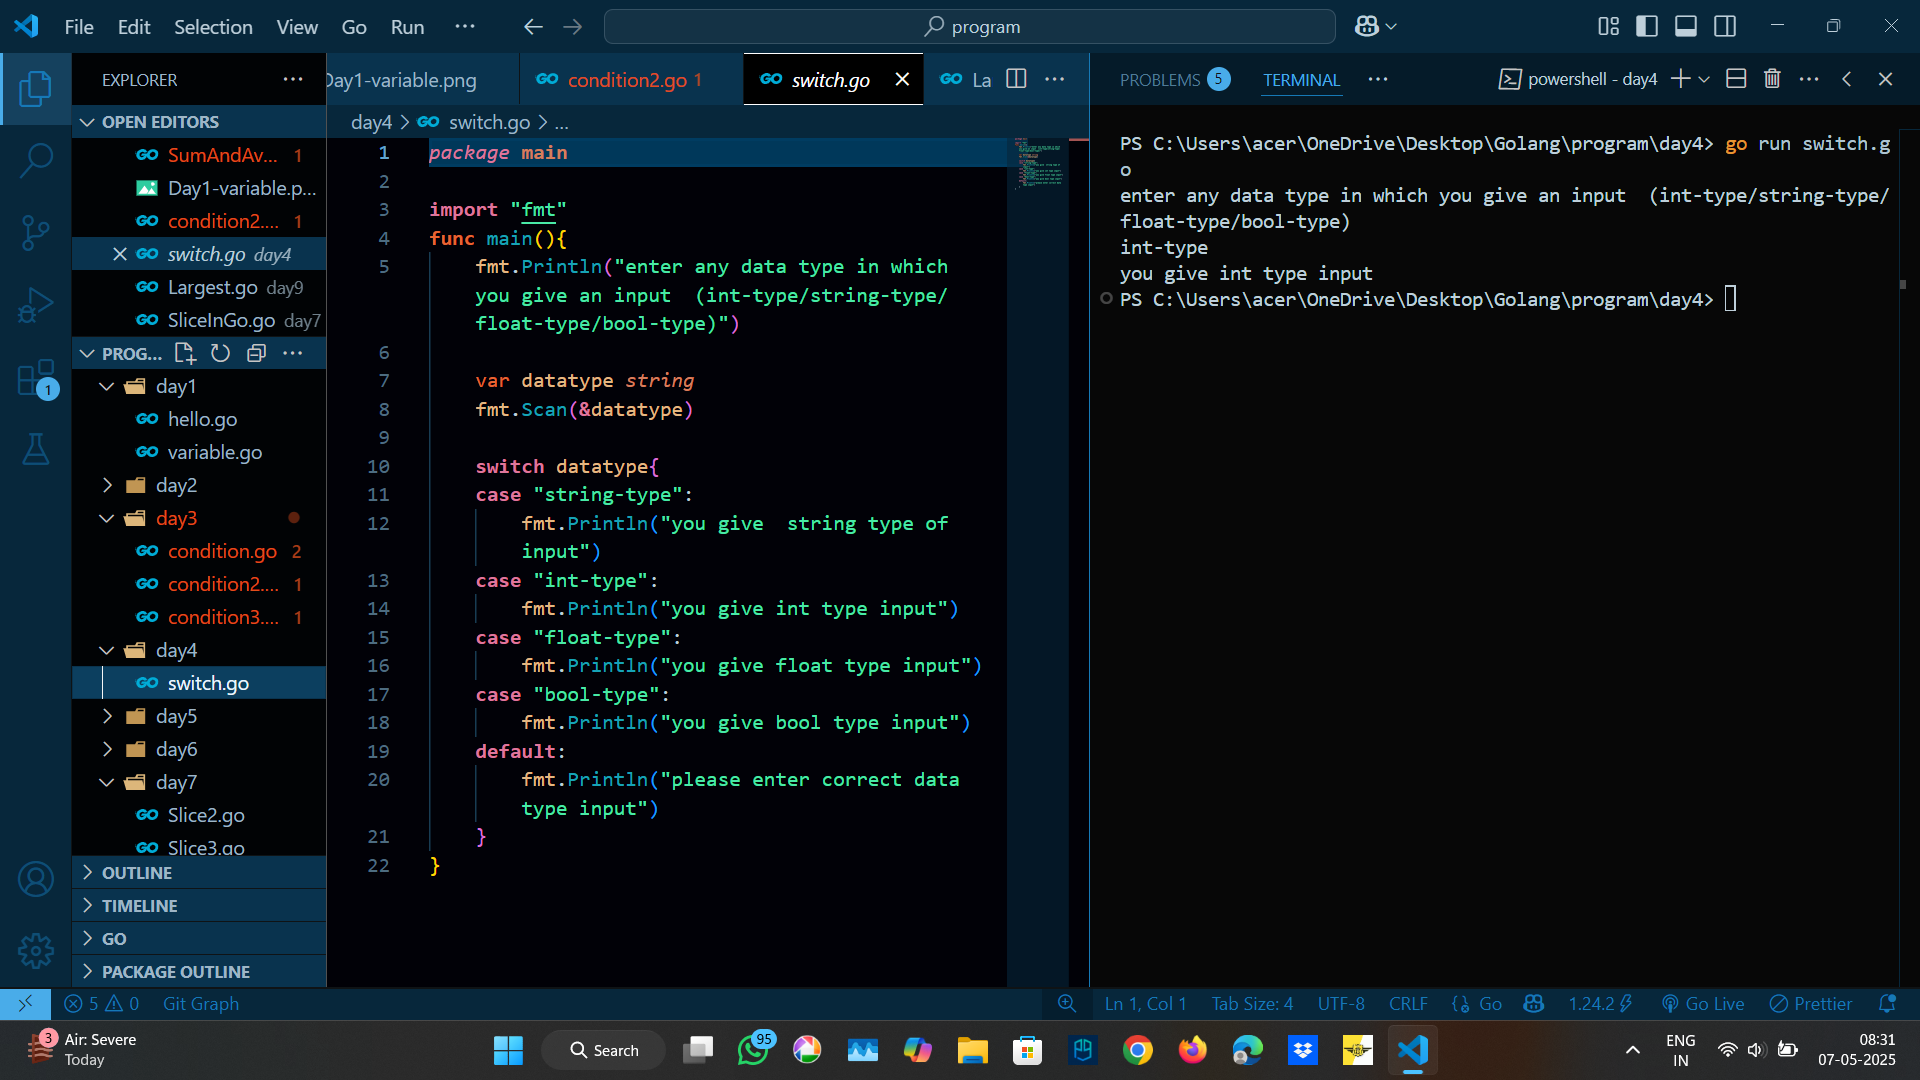 File Edit Selection View Go Run ···
program
EXPLORER
OPEN EDITORS
SumAndAv... 1
Day1-variable.p...
condition2.... 1
switch.go day4
Largest.go day9
SliceInGo.go day7
PROG...
day1
hello.go
variable.go
day2
day3
condition.go 2
condition2.... 1
condition3.... 1
day4
switch.go
day5
day6
day7
Slice2.go
Slice3.go
OUTLINE
TIMELINE
GO
PACKAGE OUTLINE
1
Day1-variable.png condition2.go 1 switch.go La
day4 > switch.go > ...
1 package main
2
3 import "fmt"
4 func main(){
5 fmt.Println("enter any data type in which
you give an input  (int-type/string-type/
float-type/bool-type)")
6
7 var datatype string
8 fmt.Scan(&datatype)
9
10 switch datatype{
11 case "string-type":
12 fmt.Println("you give  string type of
input")
13 case "int-type":
14 fmt.Println("you give int type input")
15 case "float-type":
16 fmt.Println("you give float type input")
17 case "bool-type":
18 fmt.Println("you give bool type input")
19 default:
20 fmt.Println("please enter correct data
type input")
21 }
22 }
PROBLEMS 5 TERMINAL ··· powershell - day4
PS C:\Users\acer\OneDrive\Desktop\Golang\program\day4> go run switch.g
o
enter any data type in which you give an input  (int-type/string-type/
float-type/bool-type)
int-type
you give int type input
PS C:\Users\acer\OneDrive\Desktop\Golang\program\day4>
5 0 Git Graph Ln 1, Col 1 Tab Size: 4 UTF-8 CRLF Go 1.24.2 Go Live Prettier
3 Air: Severe
Today
Search
95
ENG
IN
08:31
07-05-2025